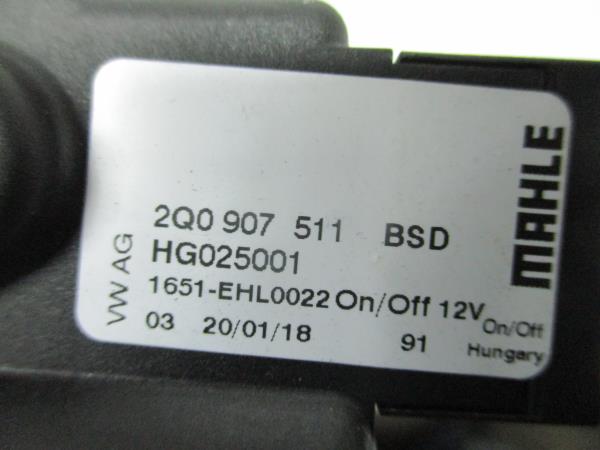 2Q0 907 511 BSD
HG025001
1651-EHL0022 On/Off 12V
03 20/01/18 91
On/Off
Hungary
VW AG
MAHLE